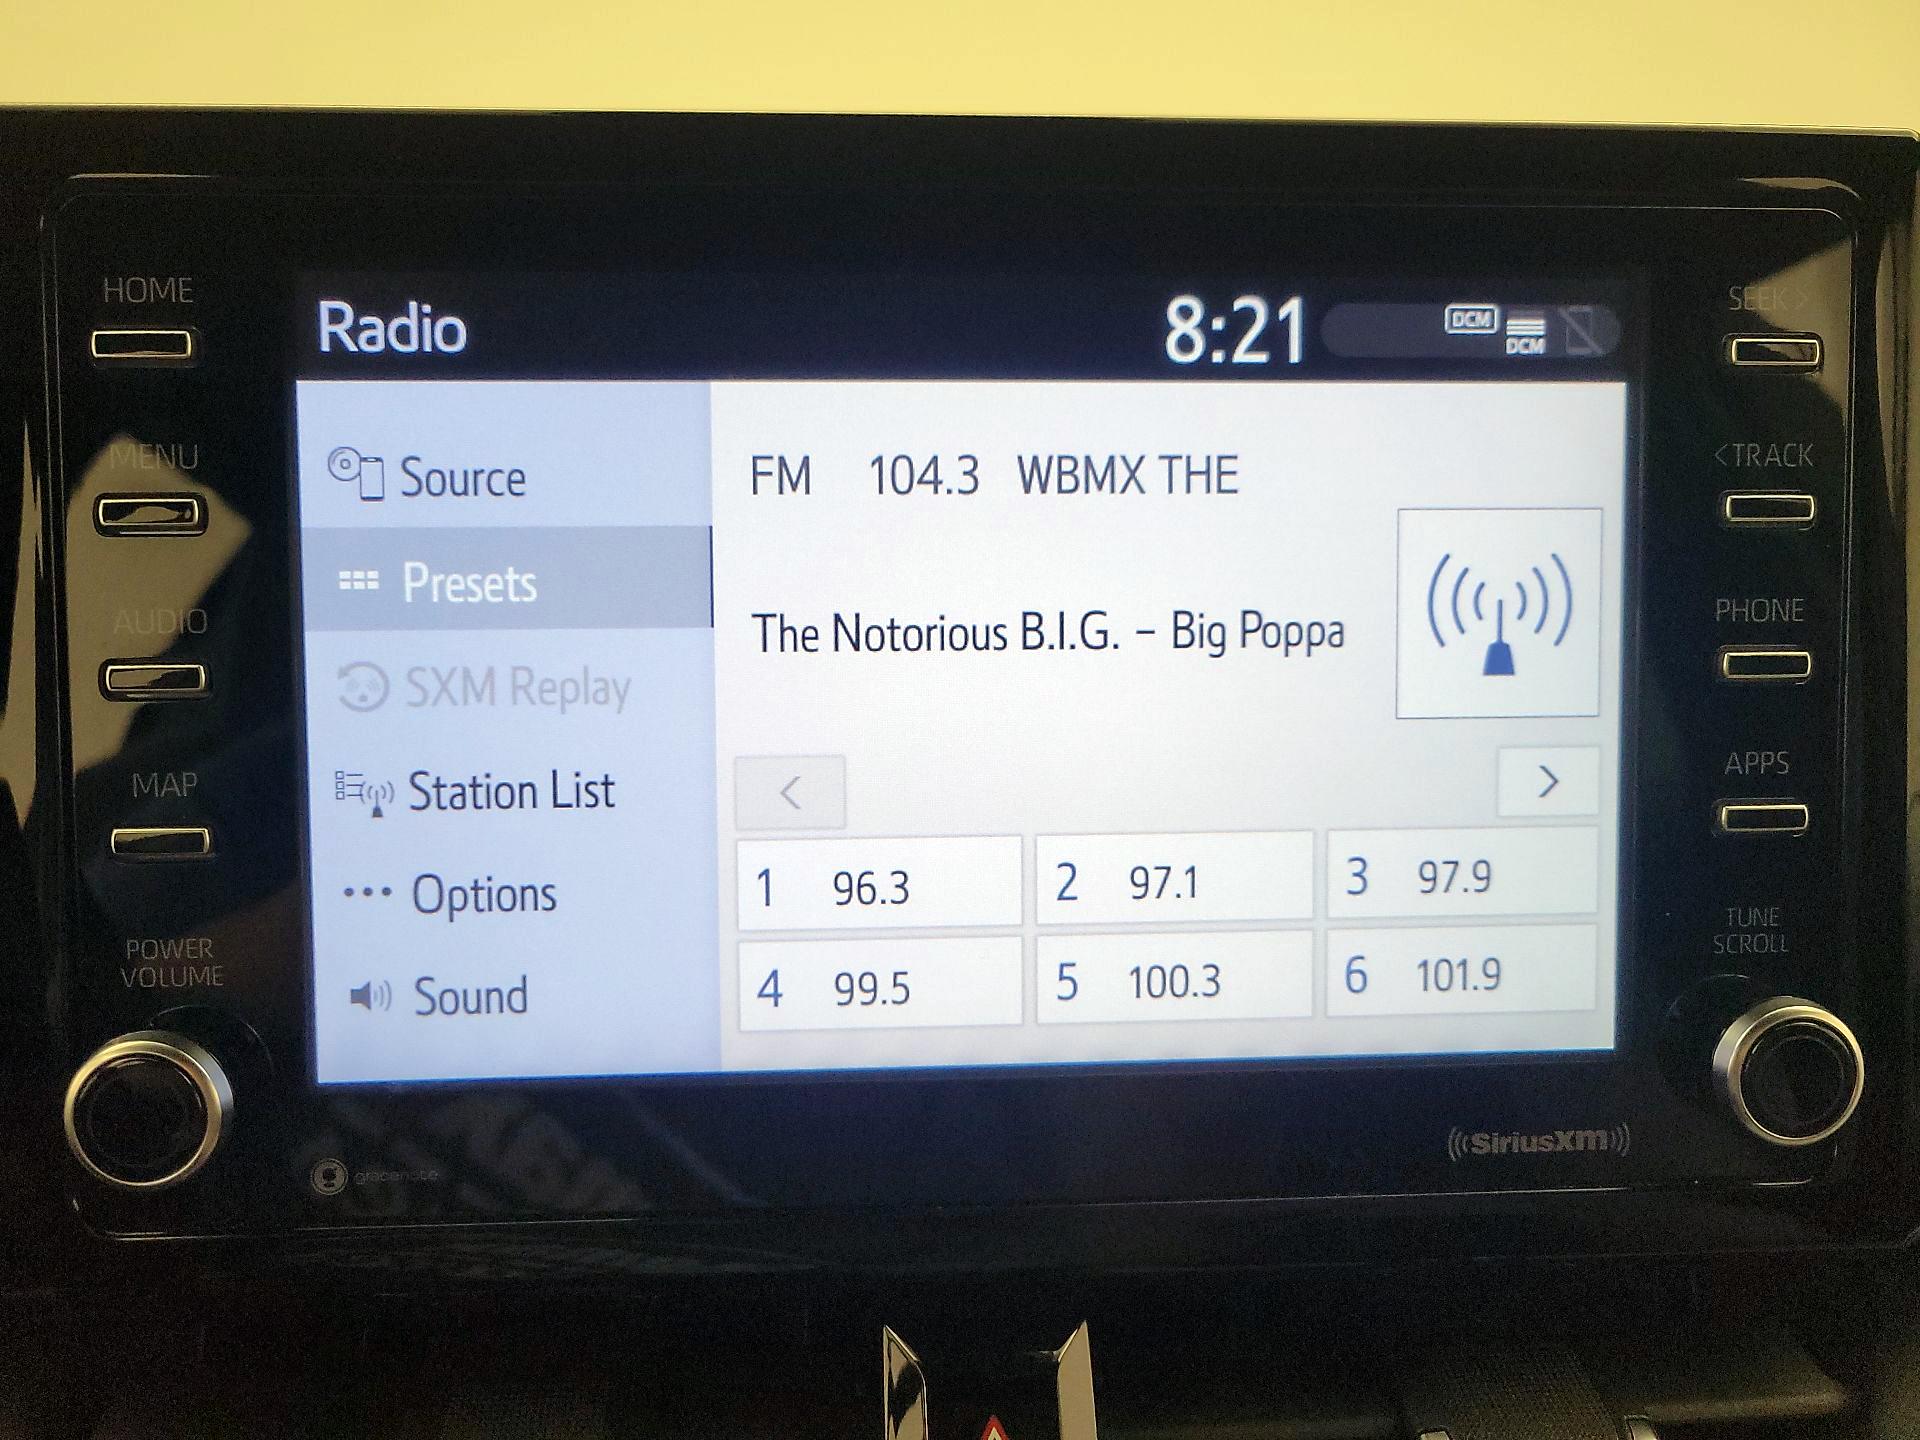 HOME
MENU
AUDIO
MAP
POWER
VOLUME
Radio
8:21
DCM
DCM
Source
Presets
SXM Replay
Station List
Options
Sound
FM 104.3 WBMX THE
The Notorious B.I.G. – Big Poppa
<
>
1 96.3
2 97.1
3 97.9
4 99.5
5 100.3
6 101.9
SEEK>
<TRACK
PHONE
APPS
TUNE
SCROLL
gracenote
SiriusXM